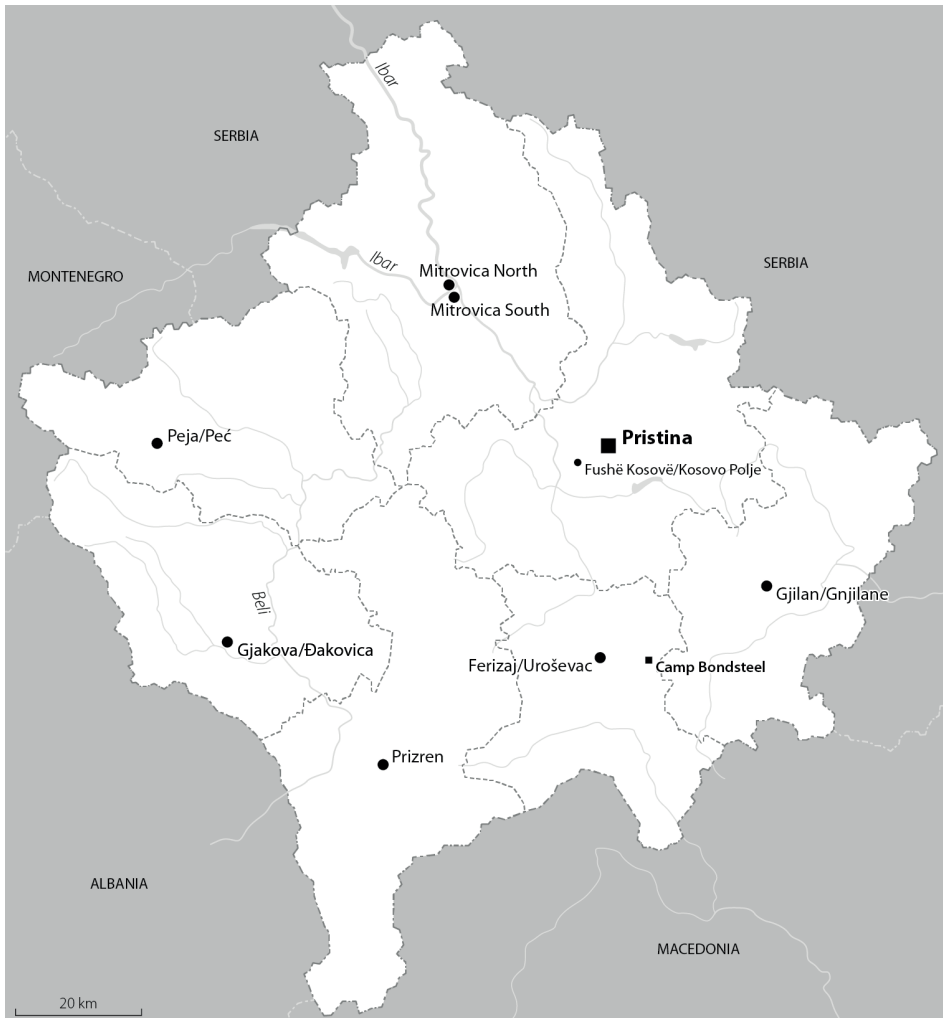 Ibar
SERBIA
Ibar
SERBIA
Mitrovica North
MONTENEGRO
Mitrovica South
Peja/Peć
Pristina
Fushë Kosovë/Kosovo Polje
Gjilan/Gnjilane
Beli
Gjakova/Đakovica
Ferizaj/Uroševac
Camp Bondsteel
Prizren
ALBANIA
MACEDONIA
20 km